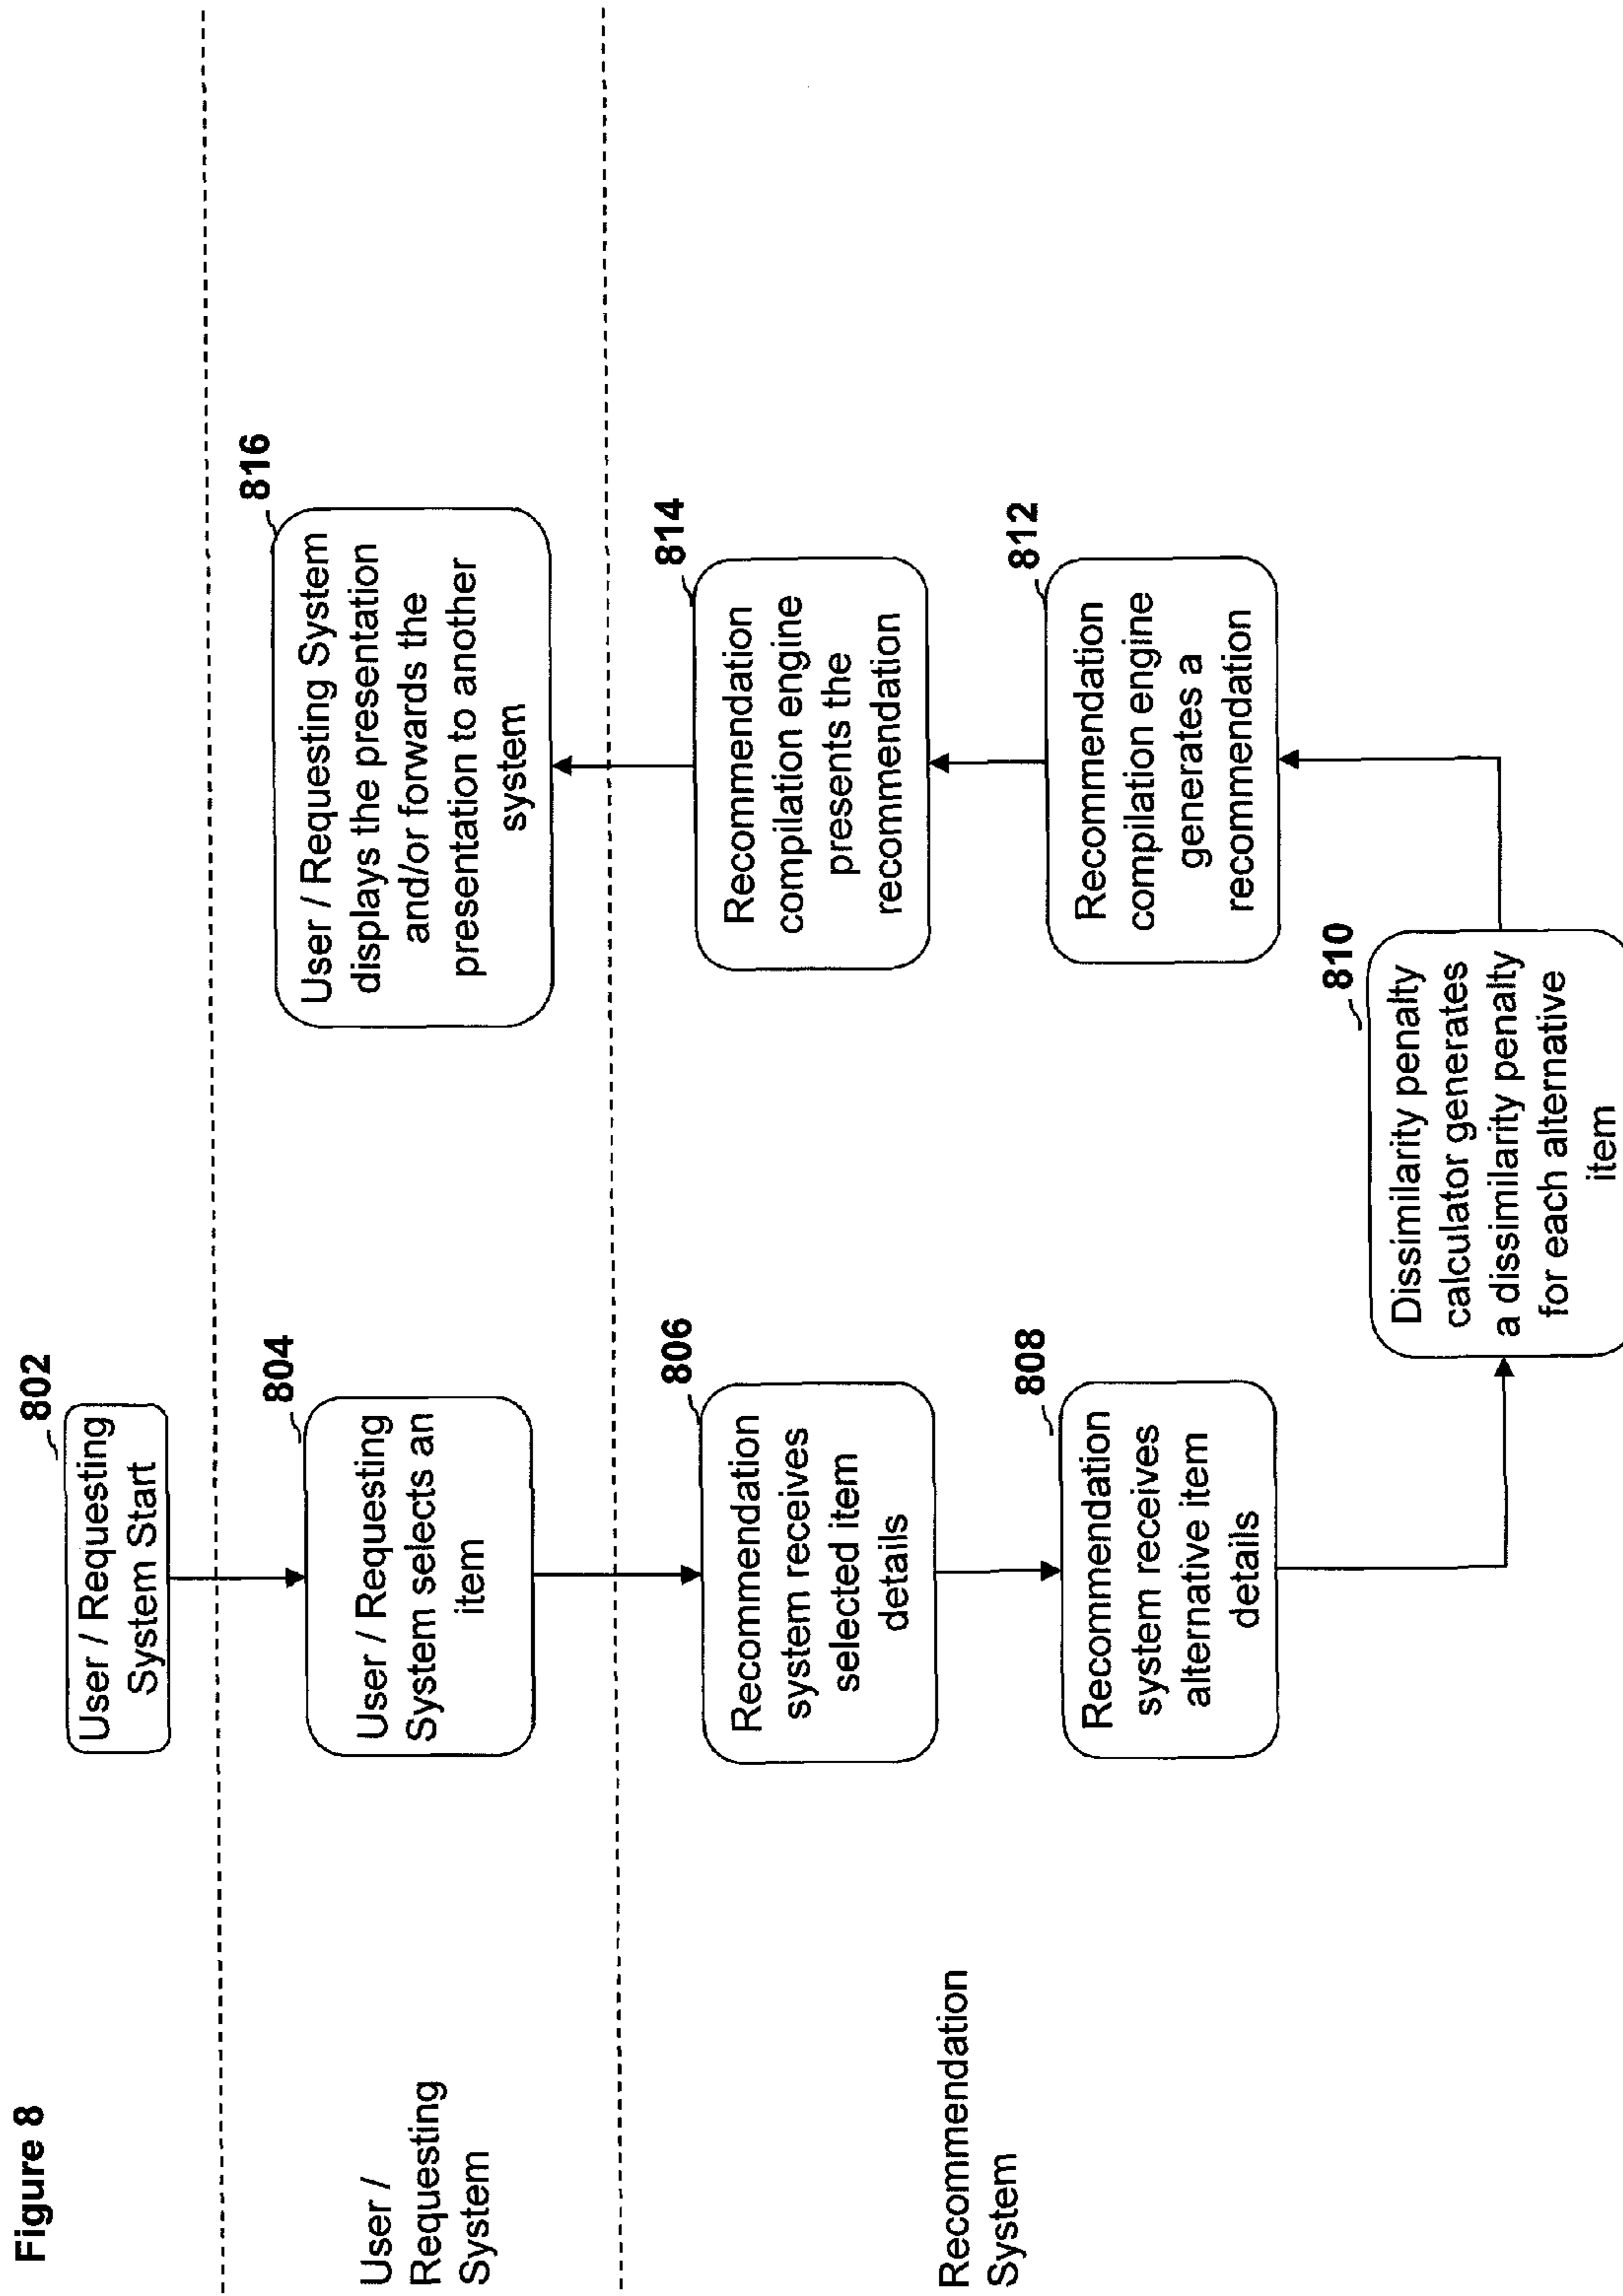 Figure 8
802
User / Requesting
System Start
User /
Requesting
System
804
User / Requesting
System selects an
item
816
User / Requesting System
displays the presentation
and/or forwards the
presentation to another
system
Recommendation
System
806
Recommendation
system receives
selected item
details
808
Recommendation
system receives
alternative item
details
810
Dissimilarity penalty
calculator generates
a dissimilarity penalty
for each alternative
item
812
Recommendation
compilation engine
generates a
recommendation
814
Recommendation
compilation engine
presents the
recommendation